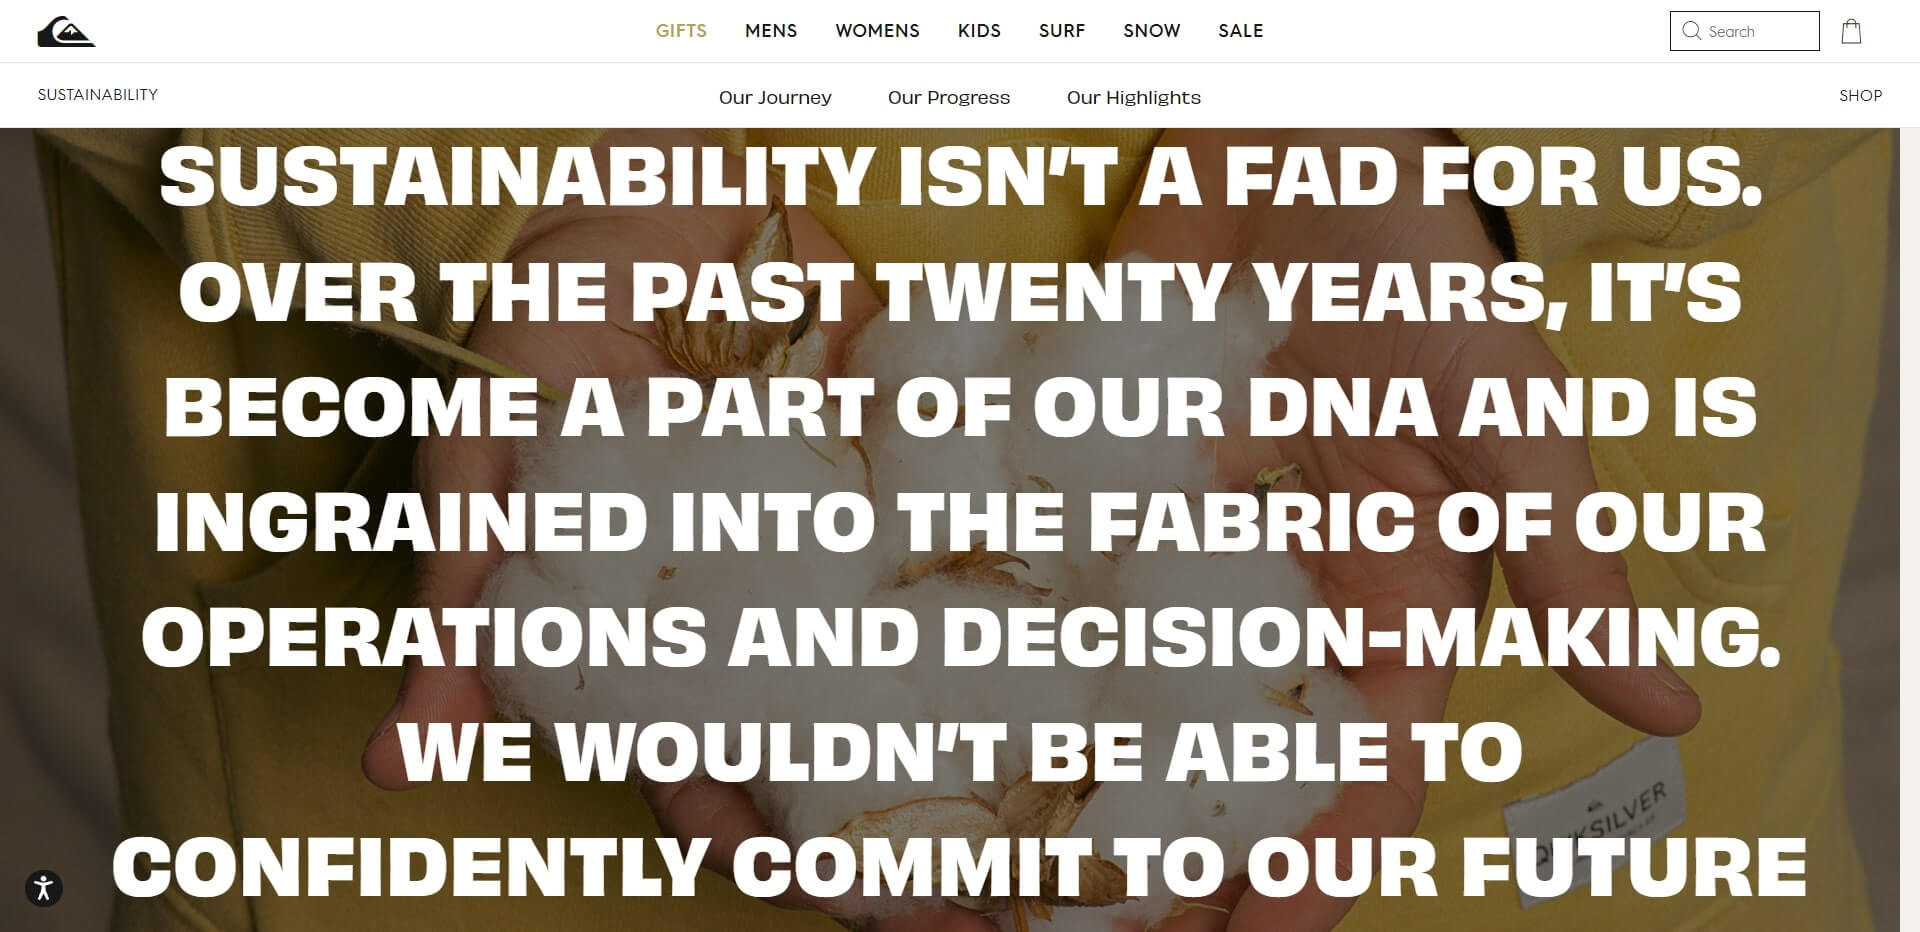 GIFTS MENS WOMENS KIDS SURF SNOW SALE Search
SUSTAINABILITY Our Journey Our Progress Our Highlights SHOP
SUSTAINABILITY ISN'T A FAD FOR US.
OVER THE PAST TWENTY YEARS, IT'S
BECOME A PART OF OUR DNA AND IS
INGRAINED INTO THE FABRIC OF OUR
OPERATIONS AND DECISION-MAKING.
WE WOULDN'T BE ABLE TO
CONFIDENTLY COMMIT TO OUR FUTURE